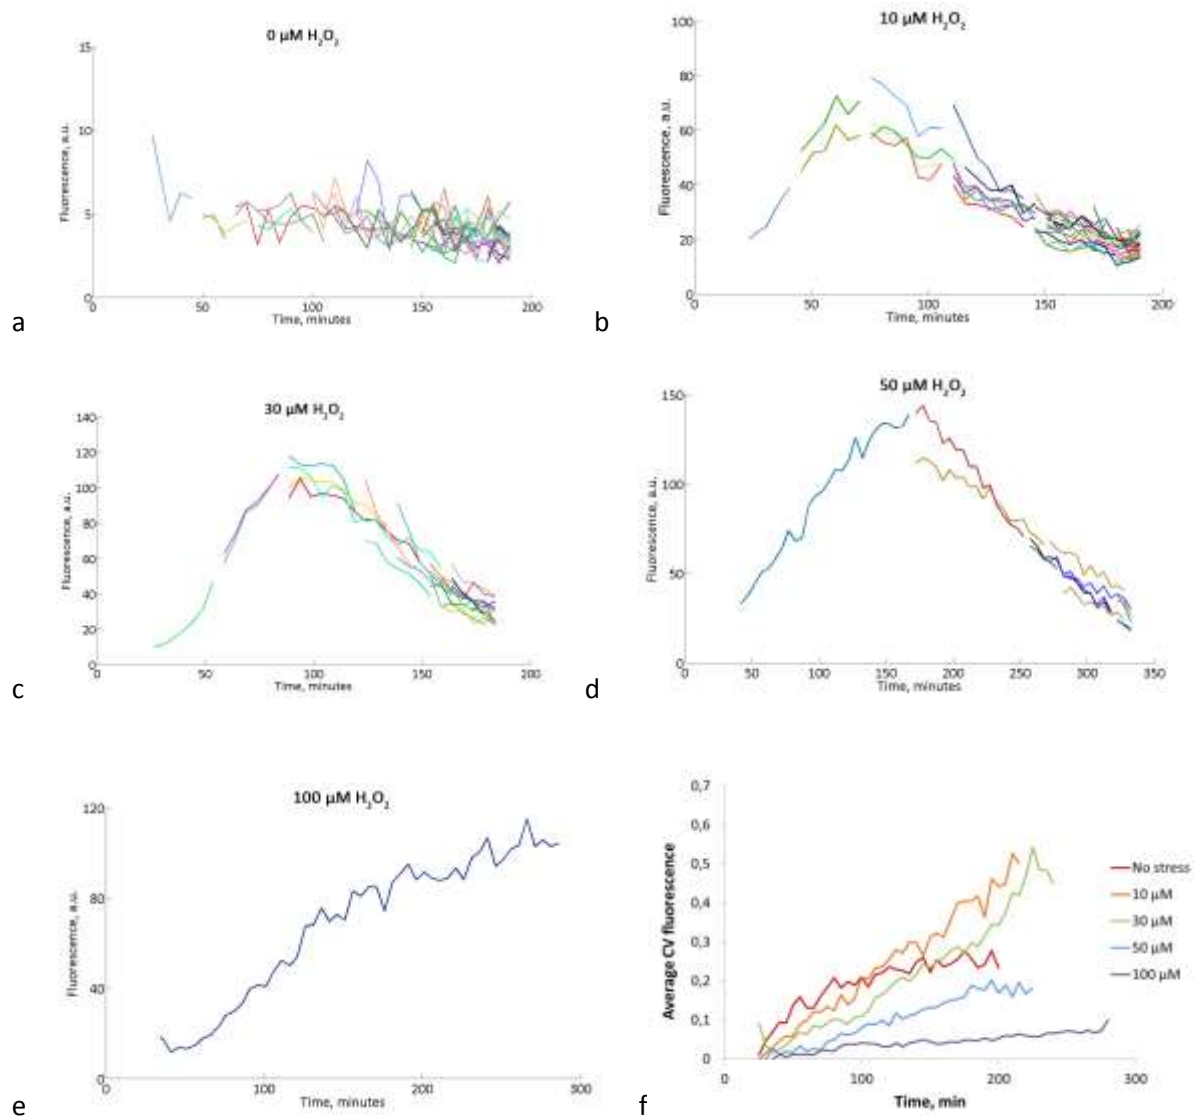 0 µM H₂O₂
15
10
5
0
Fluorescence, a.u.
0 50 100 150 200
Time, minutes
a
10 µM H₂O₂
100
80
60
40
20
0
Fluorescence, a.u.
0 50 100 150 200
Time, minutes
b
30 µM H₂O₂
140
120
100
80
60
40
20
0
Fluorescence, a.u.
0 50 100 150 200
Time, minutes
c
50 µM H₂O₂
150
100
50
0
Fluorescence, a.u.
0 50 100 150 200 250 300 350
Time, minutes
d
100 µM H₂O₂
120
80
40
0
Fluorescence, a.u.
0 100 200 300
Time, minutes
e
0,7
0,6
0,5
0,4
0,3
0,2
0,1
0
Average CV fluorescence
0 100 200 300
Time, min
No stress
10 µM
30 µM
50 µM
100 µM
f